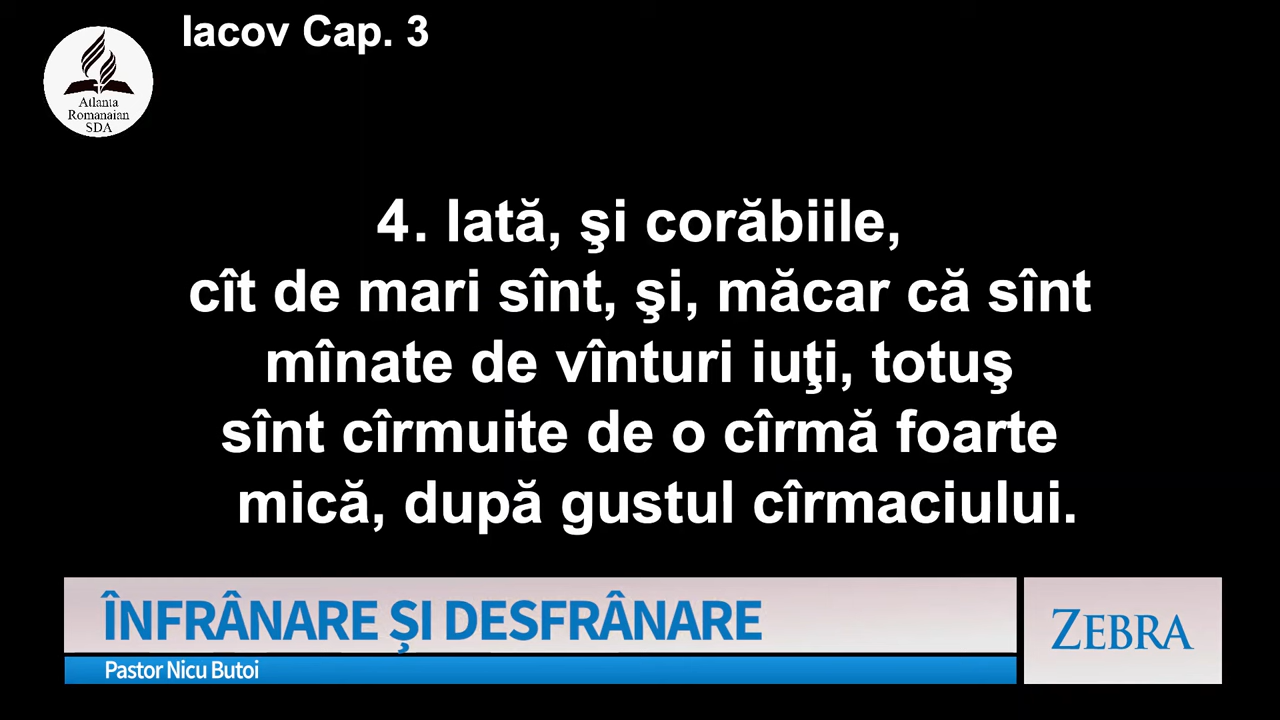 Iacov Cap. 3
Atlanta
Romanaian
SDA
4. Iată, şi corăbiile,
cît de mari sînt, şi, măcar că sînt
mînate de vînturi iuţi, totuş
sînt cîrmuite de o cîrmă foarte
mică, după gustul cîrmaciului.
ÎNFRÂNARE ŞI DESFRÂNARE
Pastor Nicu Butoi
ZEBRA